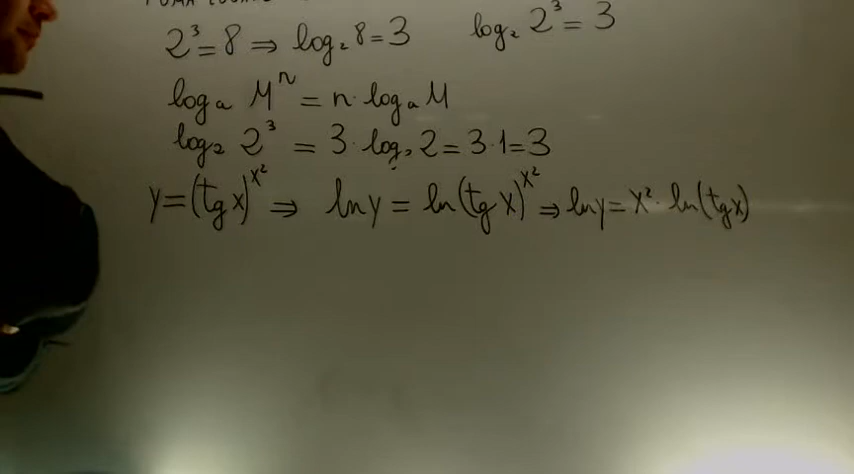 2³ = 8 ⇒ log₂ 8 = 3 log₂ 2³ = 3
logₐ Mⁿ = n · logₐ M
log₂ 2³ = 3 · log₂ 2 = 3 · 1 = 3
y = (tg x)^x² ⇒ ln y = ln (tg x)^x² ⇒ ln y = x² · ln (tg x)